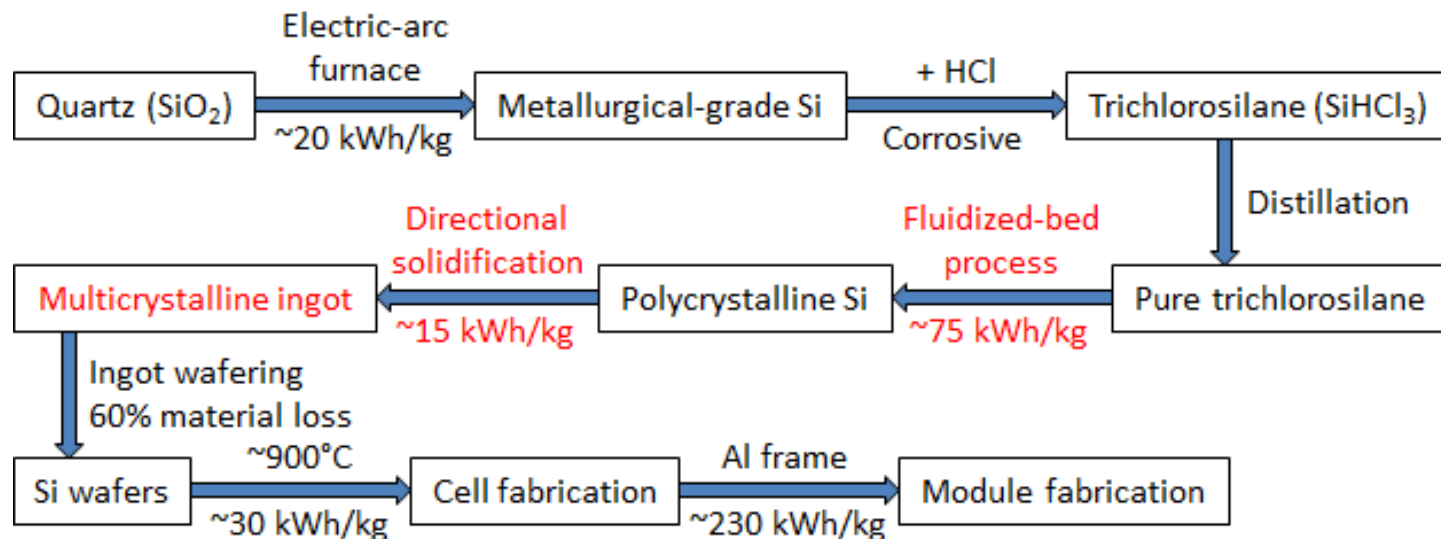 Electric-arc
furnace
Quartz (SiO₂)
~20 kWh/kg
Metallurgical-grade Si
+ HCl
Corrosive
Trichlorosilane (SiHCl₃)
Distillation
Pure trichlorosilane
Fluidized-bed
process
~75 kWh/kg
Polycrystalline Si
Directional
solidification
~15 kWh/kg
Multicrystalline ingot
Ingot wafering
60% material loss
Si wafers
~900°C
~30 kWh/kg
Cell fabrication
Al frame
~230 kWh/kg
Module fabrication